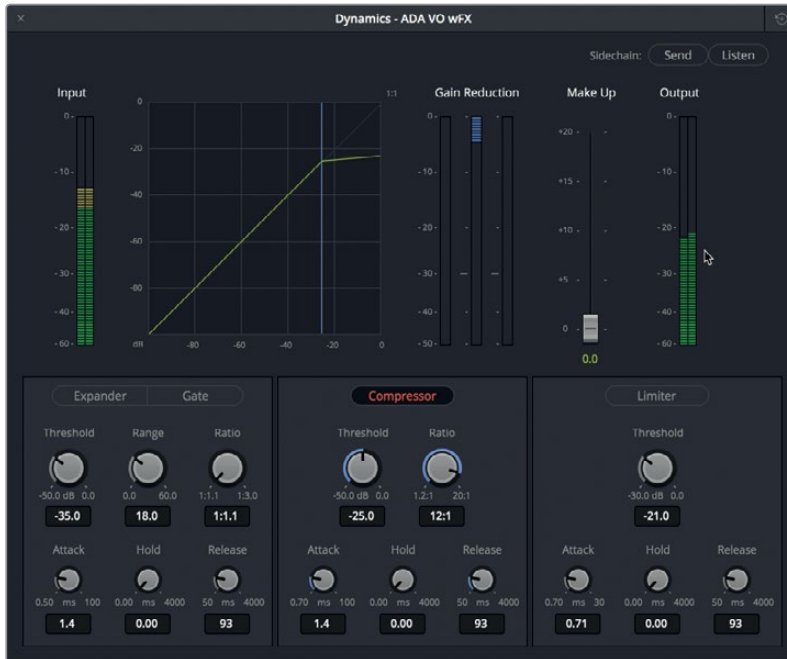 Dynamics - ADA VO wFX
Sidechain: Send Listen
Input 1:1 Gain Reduction Make Up Output
0 -10 -20 -30 -40 -60
0 -20 -40 -60 -80
dB -80 -60 -40 -20 0
0 -10 -20 -30 -40 -50
+20 +15 +10 +5 0
0.0
0 -10 -20 -30 -40 -60
Expander Gate
Threshold Range Ratio
-50.0 dB 0.0 0.0 60.0 1:1.1 1:3.0
-35.0 18.0 1:1.1
Attack Hold Release
0.50 ms 100 0.00 ms 4000 50 ms 4000
1.4 0.00 93
Compressor
Threshold Ratio
-50.0 dB 0.0 1.2:1 20:1
-25.0 12:1
Attack Hold Release
0.70 ms 100 0.00 ms 4000 50 ms 4000
1.4 0.00 93
Limiter
Threshold
-30.0 dB 0.0
-21.0
Attack Hold Release
0.70 ms 30 0.00 ms 4000 50 ms 4000
0.71 0.00 93